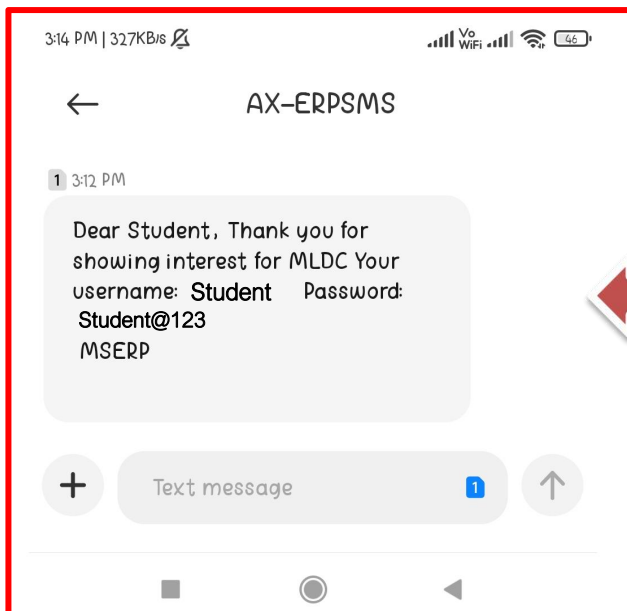 3:14 PM | 327KB/s
Vo WiFi 46
AX-ERPSMS
1 3:12 PM
Dear Student, Thank you for
showing interest for MLDC Your
username: Student Password:
Student@123
MSERP
Text message 1